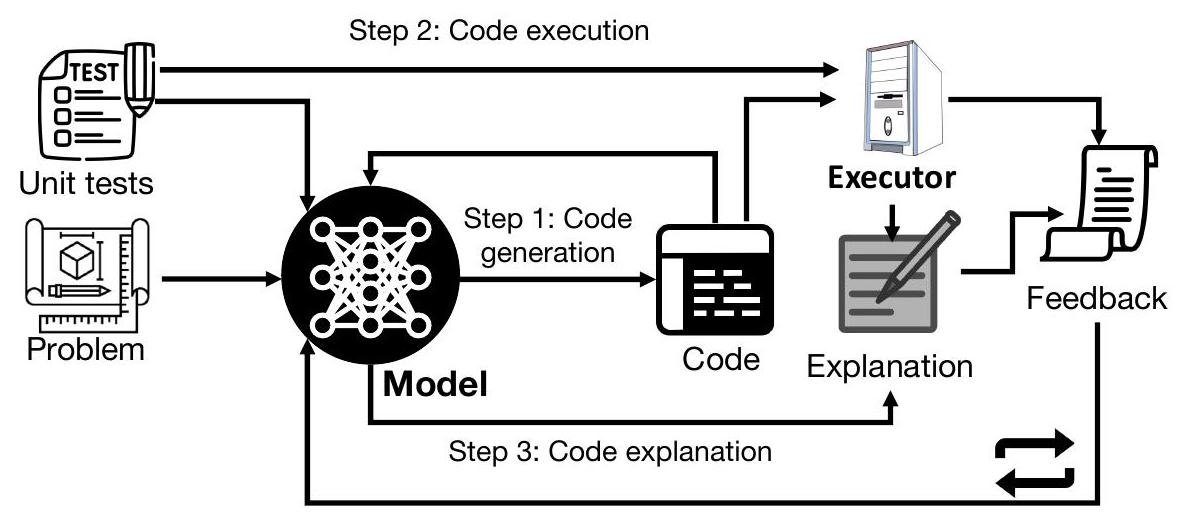 Step 2: Code execution
TEST
Unit tests
Executor
Step 1: Code
generation
Problem
Model
Code
Explanation
Feedback
Step 3: Code explanation